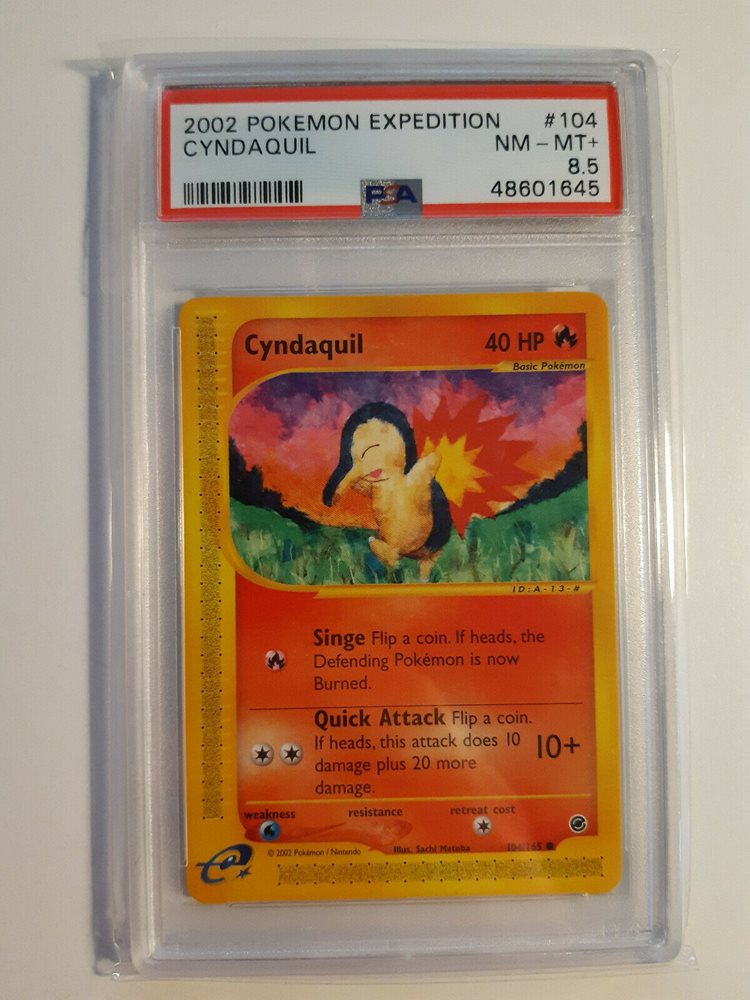 2002 POKEMON EXPEDITION #104
CYNDAQUIL NM - MT+
8.5
PSA 48601645
Cyndaquil 40 HP
Basic Pokémon
ID:A-13-#
Singe Flip a coin. If heads, the
Defending Pokémon is now
Burned.
Quick Attack Flip a coin.
If heads, this attack does 10
damage plus 20 more
damage.
10+
weakness resistance retreat cost
© 2002 Pokémon / Nintendo Illus. Sachi Matoba 104/165
e